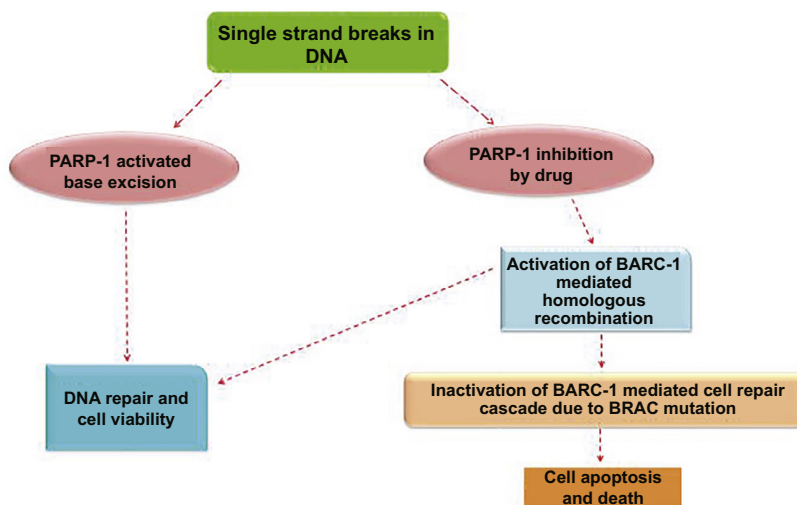 Single strand breaks in
DNA
PARP-1 activated
base excision
PARP-1 inhibition
by drug
Activation of BARC-1
mediated
homologous
recombination
DNA repair and
cell viability
Inactivation of BARC-1 mediated cell repair
cascade due to BRAC mutation
Cell apoptosis
and death